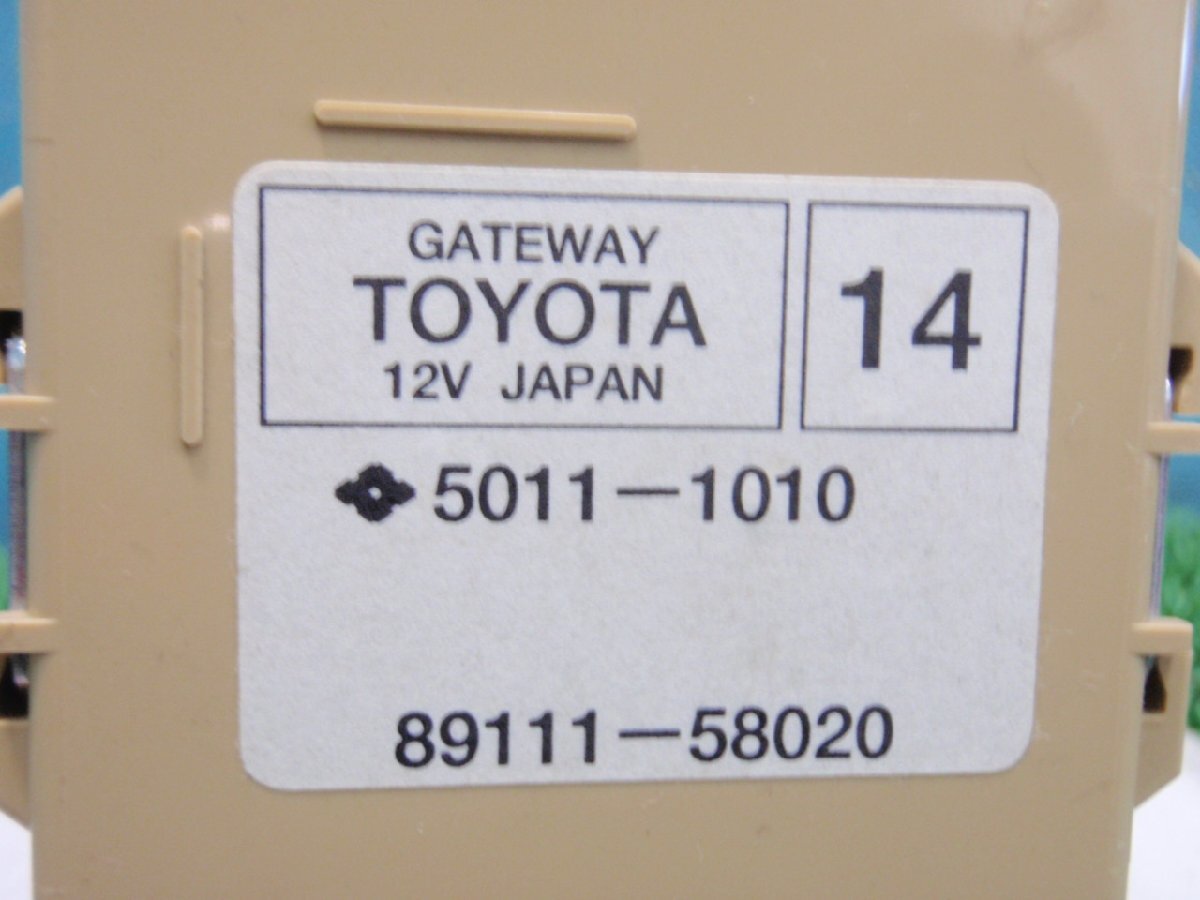 GATEWAY
TOYOTA
12V JAPAN
14
5011-1010
89111-58020